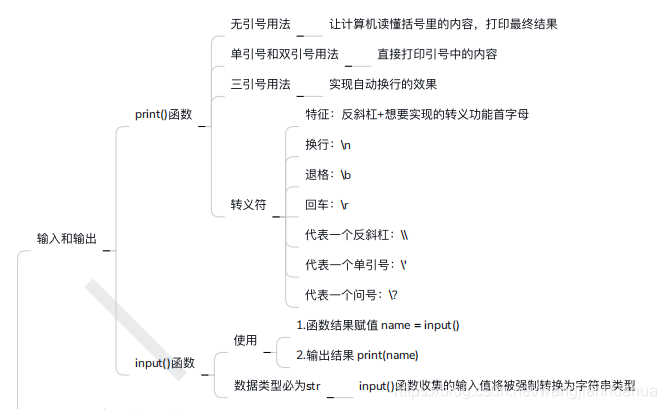 无引号用法
让计算机读懂括号里的内容，打印最终结果
单引号和双引号用法
直接打印引号中的内容
三引号用法
实现自动换行的效果
print()函数
特征：反斜杠+想要实现的转义功能首字母
换行：\n
退格：\b
转义符
回车：\r
代表一个反斜杠：\\
代表一个单引号：\'
代表一个问号：\?
输入和输出
input()函数
使用
1.函数结果赋值 name = input()
2.输出结果 print(name)
数据类型必为str
input()函数收集的输入值将被强制转换为字符串类型
https://blog.csdn.net/wangjianhuahua